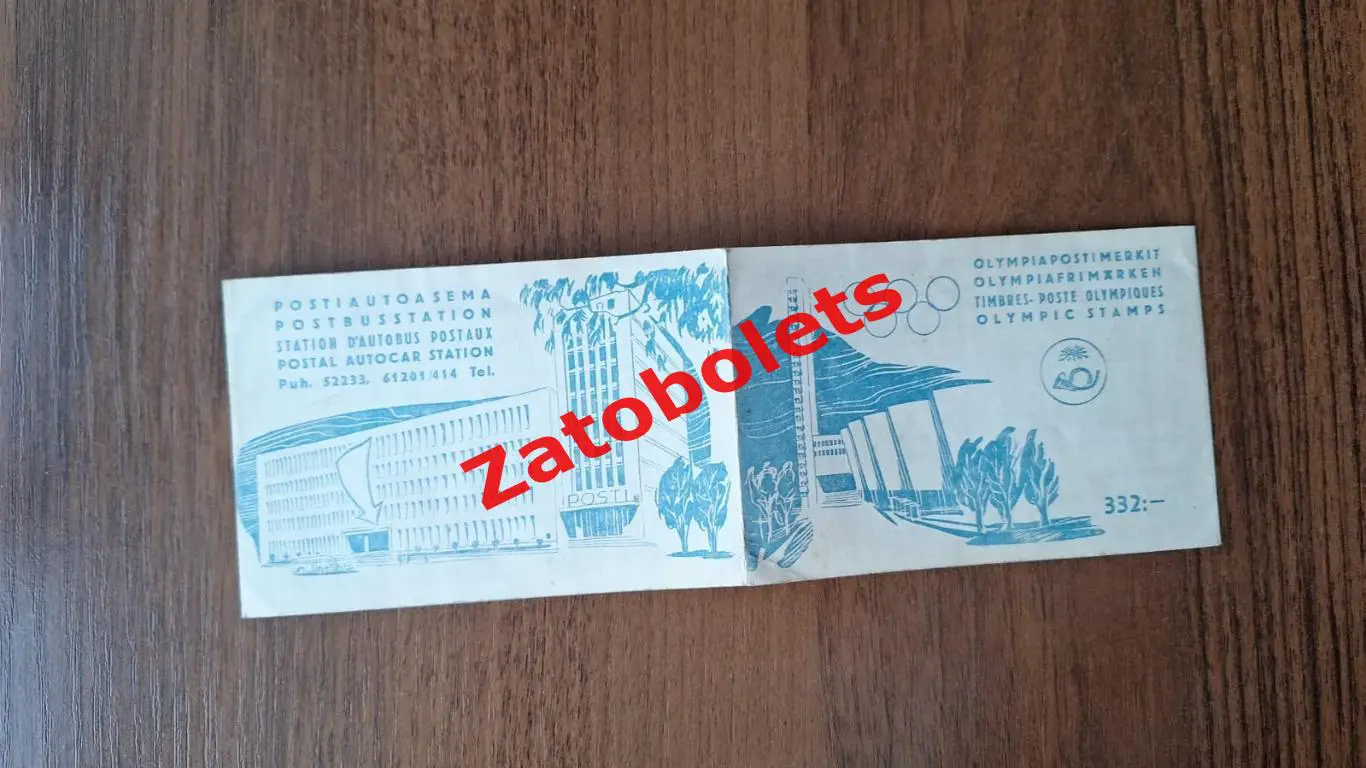 POSTIAUTOASEMA
POSTBUSSTATION
STATION D'AUTOBUS POSTAUX
POSTAL AUTOCAR STATION
Puh. 52233, 61201/414 Tel.
POSTI
OLYMPIAPOSTIMERKIT
OLYMPIAFRIMÄRKEN
TIMBRES-POSTE OLYMPIQUES
OLYMPIC STAMPS
332:-
Zatobolets